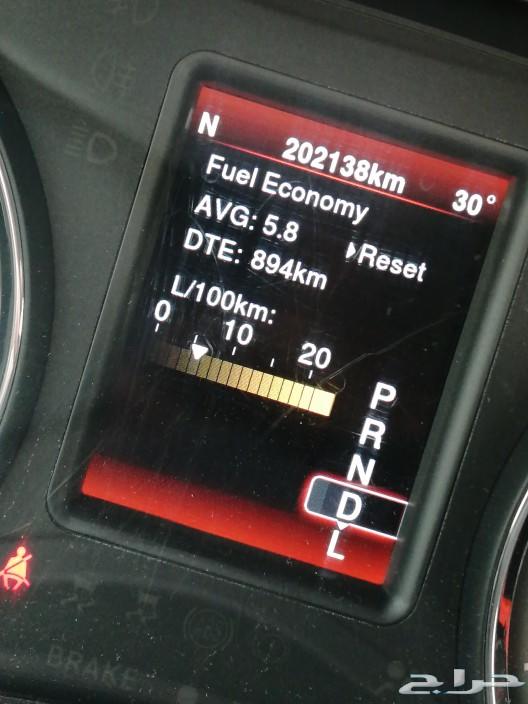 N 202138km 30°
Fuel Economy
AVG: 5.8 Reset
DTE: 894km
L/100km:
0 10 20
P
R
N
D
L
BRAKE
حراج